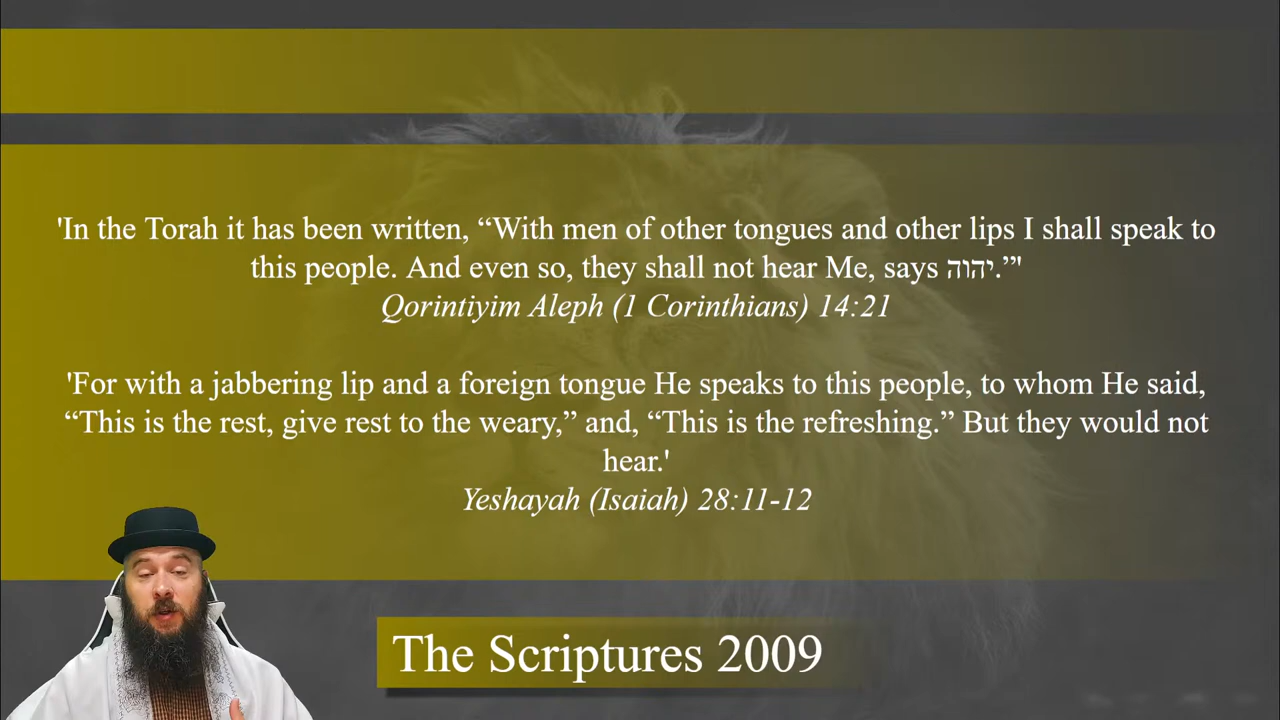 'In the Torah it has been written, “With men of other tongues and other lips I shall speak to
this people. And even so, they shall not hear Me, says יהוה.”'
Qorintiyim Aleph (1 Corinthians) 14:21
'For with a jabbering lip and a foreign tongue He speaks to this people, to whom He said,
“This is the rest, give rest to the weary,” and, “This is the refreshing.” But they would not
hear.'
Yeshayah (Isaiah) 28:11-12
The Scriptures 2009